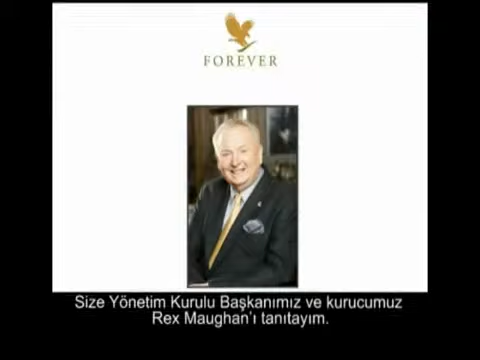 FOREVER
Size Yönetim Kurulu Başkanımız ve kurucumuz
Rex Maughan'ı tanıtayım.